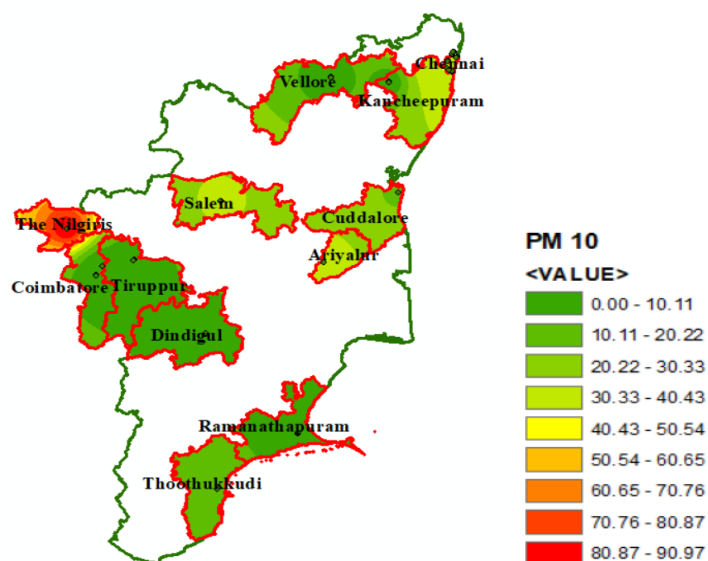 Chennai
Vellore
Kancheepuram
Salem
Cuddalore
The Nilgiris
Ariyalur
Coimbatore
Tiruppur
Dindigul
Ramanathapuram
Thoothukkudi
PM 10
<VALUE>
0.00 - 10.11
10.11 - 20.22
20.22 - 30.33
30.33 - 40.43
40.43 - 50.54
50.54 - 60.65
60.65 - 70.76
70.76 - 80.87
80.87 - 90.97